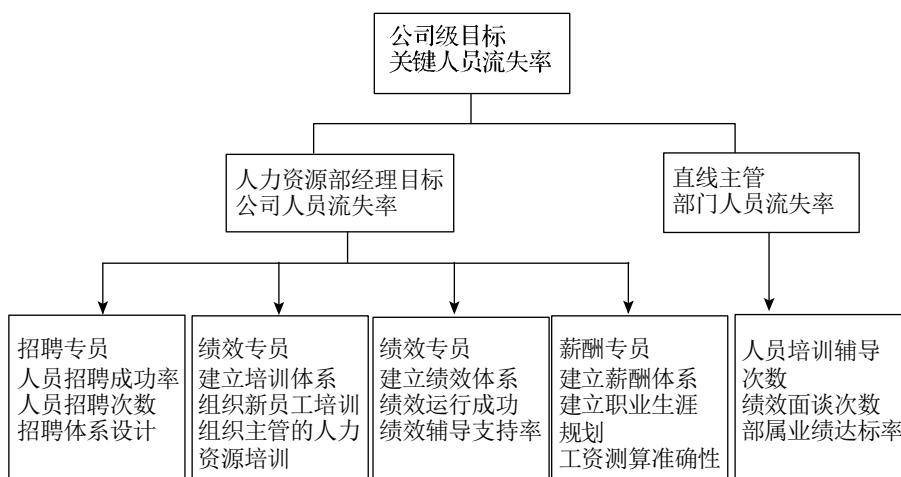 公司级目标
关键人员流失率
人力资源部经理目标
公司人员流失率
直线主管
部门人员流失率
招聘专员
人员招聘成功率
人员招聘次数
招聘体系设计
绩效专员
建立培训体系
组织新员工培训
组织主管的人力
资源培训
绩效专员
建立绩效体系
绩效运行成功
绩效辅导支持率
薪酬专员
建立薪酬体系
建立职业生涯
规划
工资测算准确性
人员培训辅导
次数
绩效面谈次数
部属业绩达标率